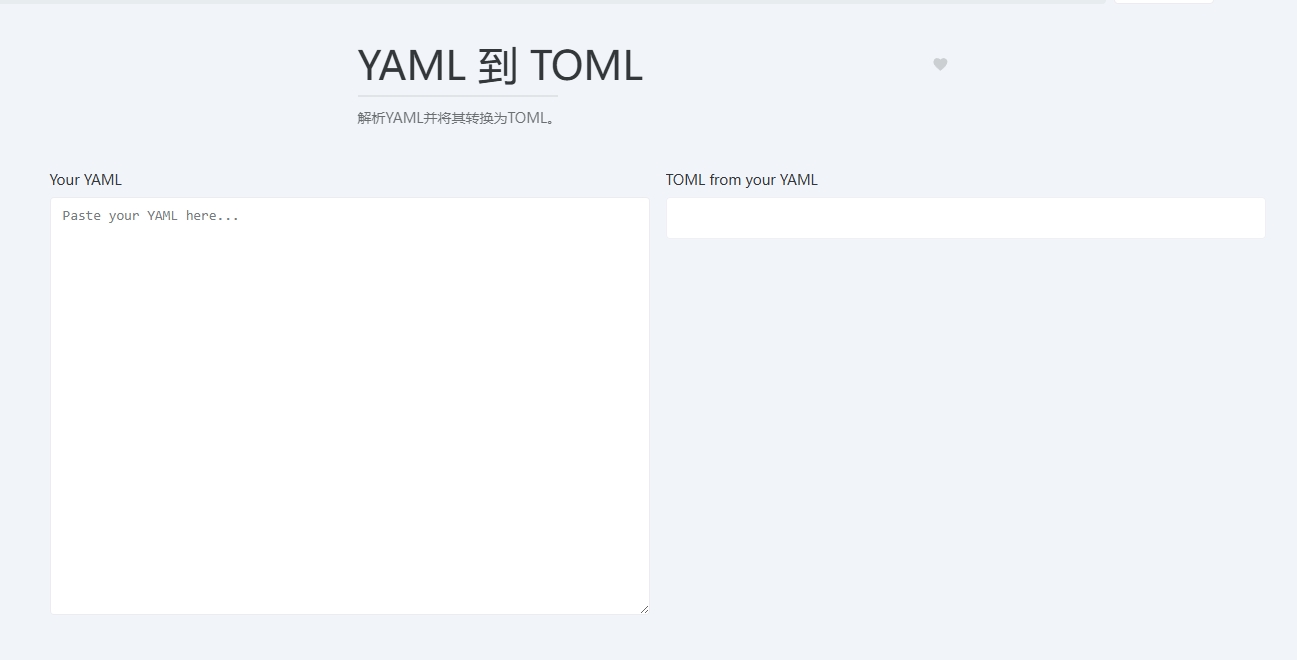 YAML 到 TOML
解析YAML并将其转换为TOML。
Your YAML
TOML from your YAML
Paste your YAML here...